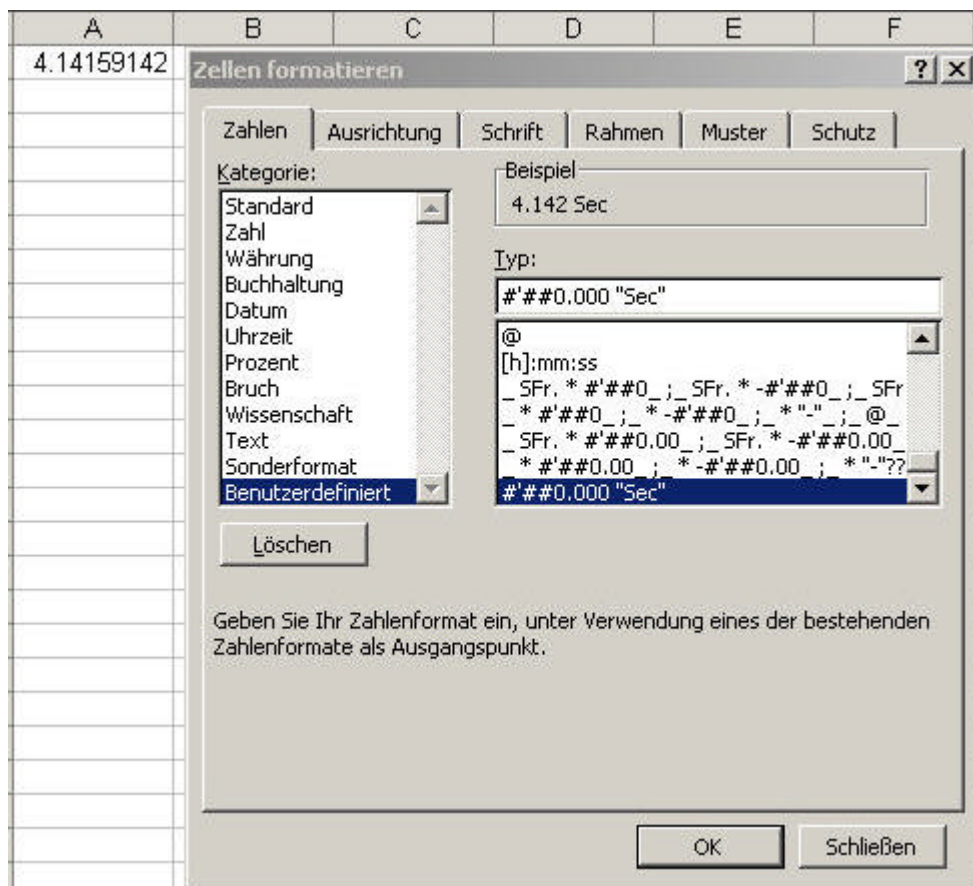 A B C D E F
4.14159142
Zellen formatieren
Zahlen Ausrichtung Schrift Rahmen Muster Schutz
Kategorie:
Standard
Zahl
Währung
Buchhaltung
Datum
Uhrzeit
Prozent
Bruch
Wissenschaft
Text
Sonderformat
Benutzerdefiniert
Löschen
Beispiel
4.142 Sec
Typ:
#'##0.000 "Sec"
@
[h]:mm:ss
_ SFr. * #'##0_ ;_ SFr. * -#'##0_ ;_ SFr
_ * #'##0_ ;_ * -#'##0_ ;_ * "-"_ ;_ @_
_ SFr. * #'##0.00_ ;_ SFr. * -#'##0.00_
_ * #'##0.00_ ;_ * -#'##0.00_ ;_ * "-"??
#'##0.000 "Sec"
Geben Sie Ihr Zahlenformat ein, unter Verwendung eines der bestehenden
Zahlenformate als Ausgangspunkt.
OK Schließen